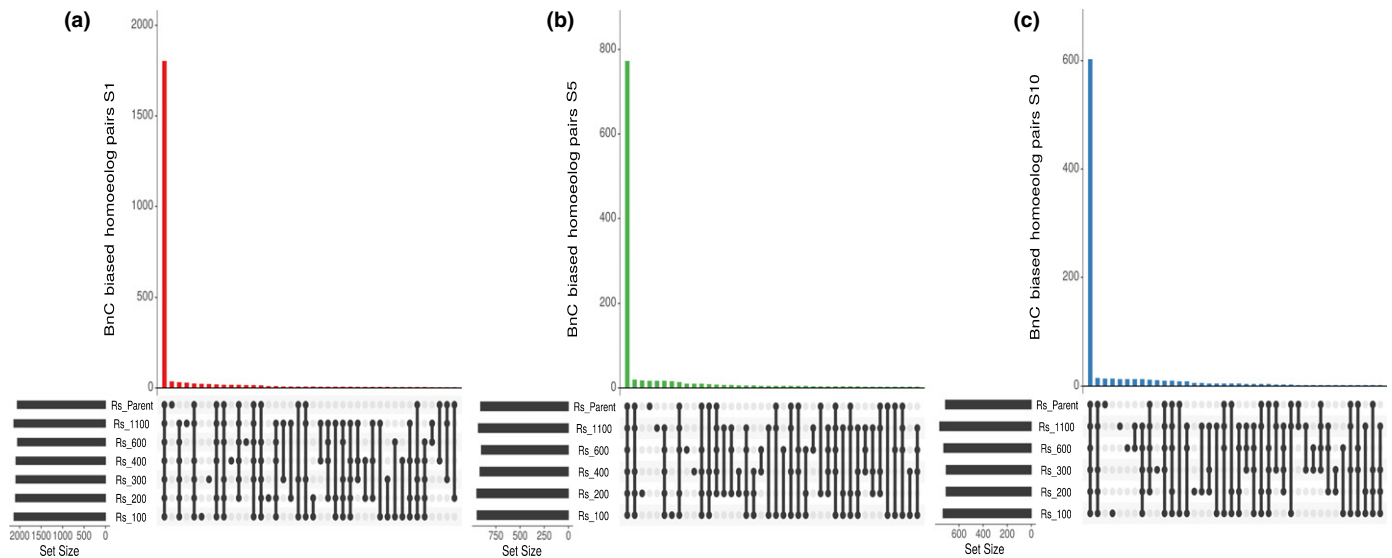 (a)
BnC biased homoeolog pairs S1
2000
1500
1000
500
0
Rs_Parent
Rs_1100
Rs_600
Rs_400
Rs_300
Rs_200
Rs_100
2000 1500 1000 500 0
Set Size
(b)
BnC biased homoeolog pairs S5
800
600
400
200
0
Rs_Parent
Rs_1100
Rs_600
Rs_400
Rs_200
Rs_100
750 500 250 0
Set Size
(c)
BnC biased homoeolog pairs S10
600
400
200
0
Rs_Parent
Rs_1100
Rs_600
Rs_300
Rs_200
Rs_100
600 400 200 0
Set Size